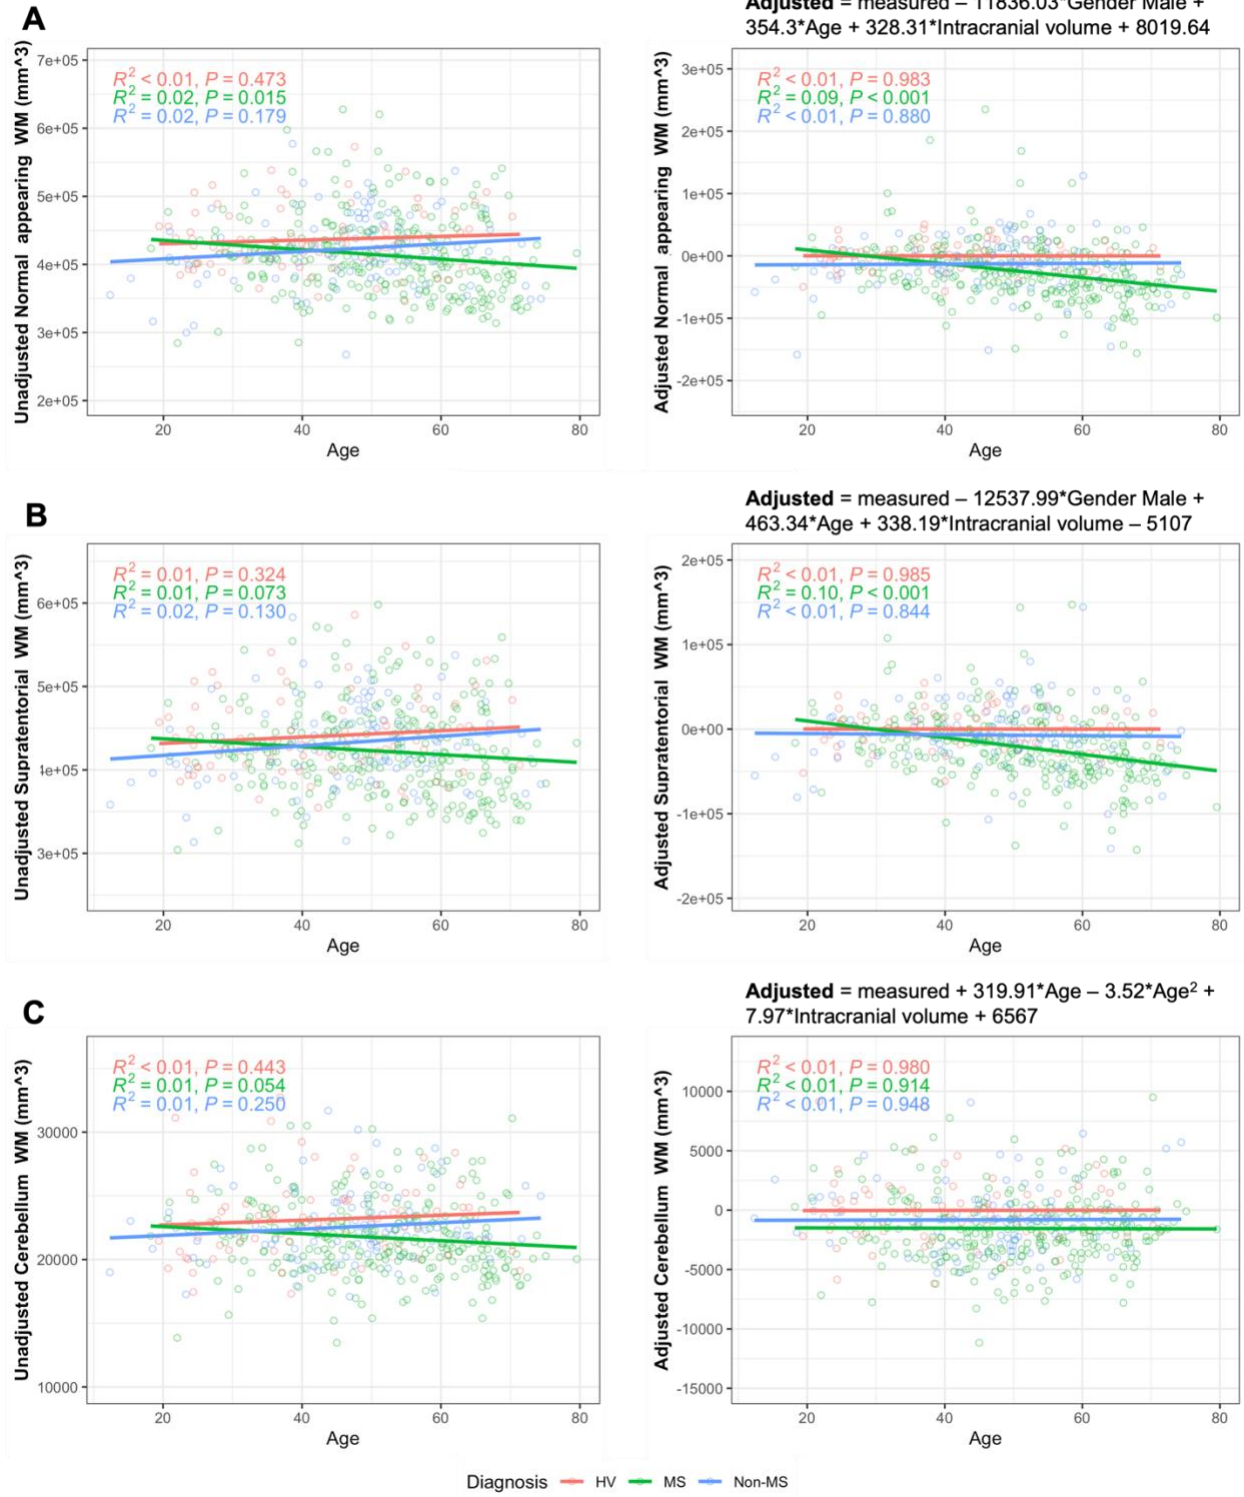 A
Adjusted = measured – 11836.03*Gender Male +
354.3*Age + 328.31*Intracranial volume + 8019.64
Unadjusted Normal appearing WM (mm^3)
7e+05
6e+05
5e+05
4e+05
3e+05
2e+05
R² < 0.01, P = 0.473
R² = 0.02, P = 0.015
R² = 0.02, P = 0.179
20
40
60
80
Age
Adjusted Normal appearing WM (mm^3)
3e+05
2e+05
1e+05
0e+00
-1e+05
-2e+05
R² < 0.01, P = 0.983
R² = 0.09, P < 0.001
R² < 0.01, P = 0.880
20
40
60
80
Age
B
Adjusted = measured – 12537.99*Gender Male +
463.34*Age + 338.19*Intracranial volume – 5107
Unadjusted Supratentorial WM (mm^3)
6e+05
5e+05
1e+05
3e+05
R² = 0.01, P = 0.324
R² = 0.01, P = 0.073
R² = 0.02, P = 0.130
20
40
60
80
Age
Adjusted Supratentorial WM (mm^3)
2e+05
1e+05
0e+00
-1e+05
-2e+05
R² < 0.01, P = 0.985
R² = 0.10, P < 0.001
R² < 0.01, P = 0.844
20
40
60
80
Age
C
Adjusted = measured + 319.91*Age – 3.52*Age² +
7.97*Intracranial volume + 6567
Unadjusted Cerebellum WM (mm^3)
30000
20000
10000
R² < 0.01, P = 0.443
R² = 0.01, P = 0.054
R² = 0.01, P = 0.250
20
40
60
80
Age
Adjusted Cerebellum WM (mm^3)
10000
5000
0
-5000
-10000
-15000
R² < 0.01, P = 0.980
R² < 0.01, P = 0.914
R² < 0.01, P = 0.948
20
40
60
80
Age
Diagnosis HV MS Non-MS